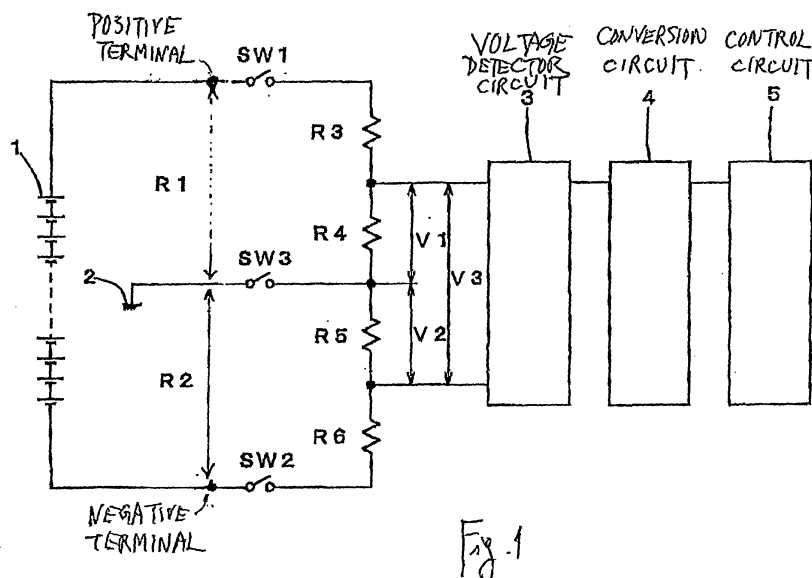 POSITIVE
TERMINAL
SW1
VOLTAGE
DETECTOR
CIRCUIT
3
CONVERSION
CIRCUIT.
4
CONTROL
CIRCUIT
5
1
R3
R1
R4
V1
SW3
V3
2
R5
V2
R2
R6
SW2
NEGATIVE
TERMINAL
Fig. 1